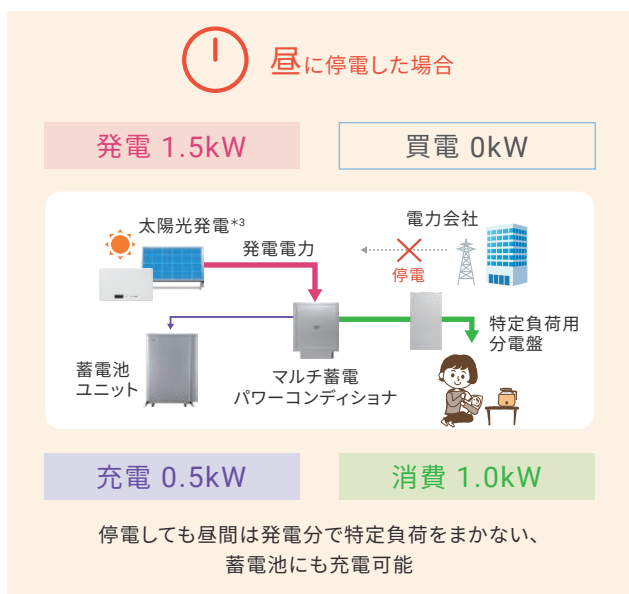 昼に停電した場合
発電 1.5kW
買電 0kW
太陽光発電*3
電力会社
発電電力
停電
特定負荷用
分電盤
蓄電池
ユニット
マルチ蓄電
パワーコンディショナ
充電 0.5kW
消費 1.0kW
停電しても昼間は発電分で特定負荷をまかない、
蓄電池にも充電可能